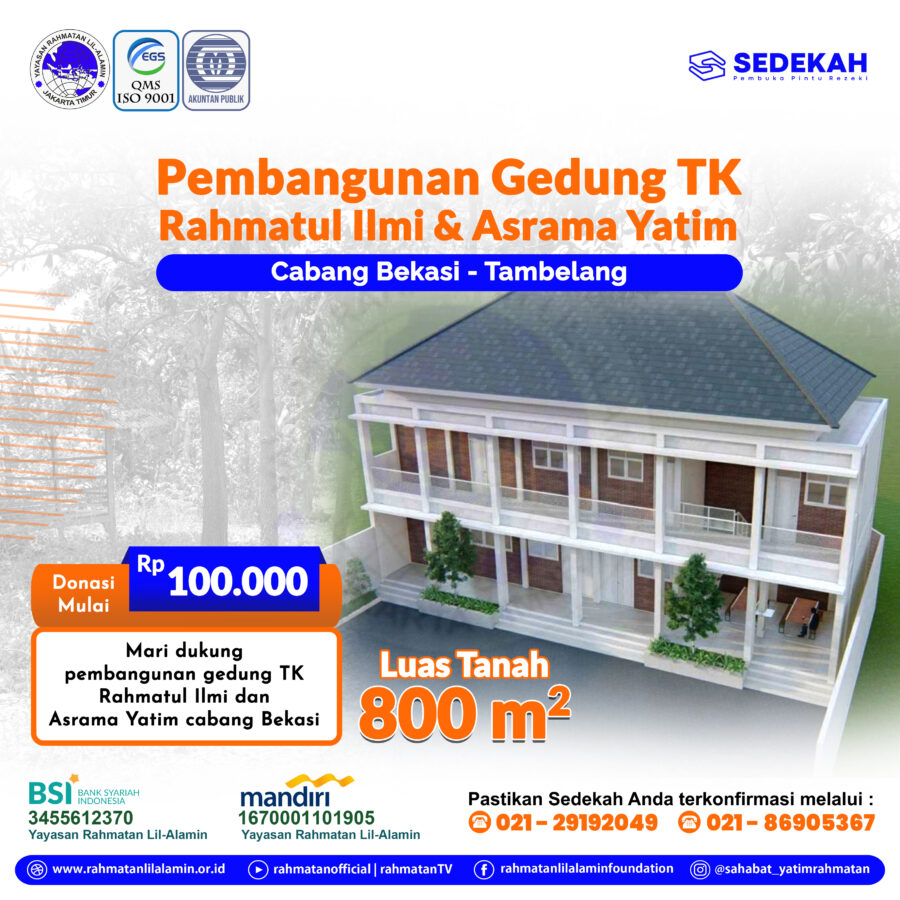 YAYASAN RAHMATAN LIL-ALAMIN
JAKARTA TIMUR
EGS
QMS
ISO 9001
AKUNTAN PUBLIK
SEDEKAH
Pembuka Pintu Rezeki
Pembangunan Gedung TK
Rahmatul Ilmi & Asrama Yatim
Cabang Bekasi - Tambelang
Donasi
Mulai
Rp 100.000
Mari dukung
pembangunan gedung TK
Rahmatul Ilmi dan
Asrama Yatim cabang Bekasi
Luas Tanah
800 m²
BSI BANK SYARIAH
INDONESIA
3455612370
Yayasan Rahmatan Lil-Alamin
mandiri
1670001101905
Yayasan Rahmatan Lil-Alamin
Pastikan Sedekah Anda terkonfirmasi melalui :
021 – 29192049 021 – 86905367
www.rahmatanlilalamin.or.id rahmatanofficial | rahmatanTV rahmatanlilalaminfoundation @sahabat_yatimrahmatan